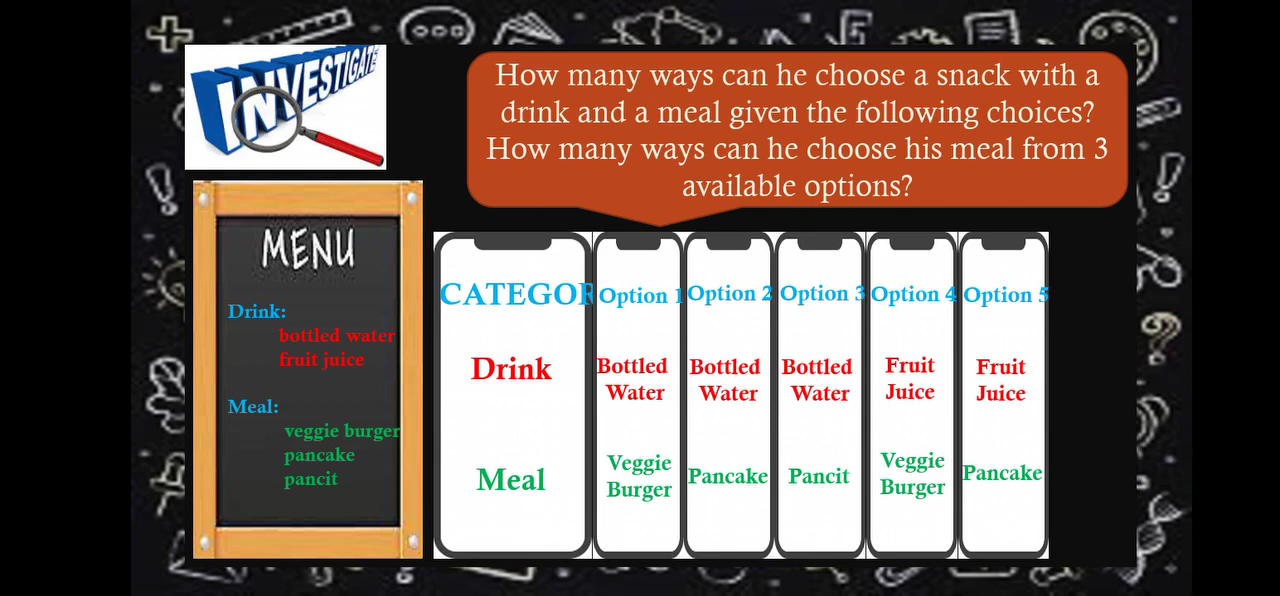 INVESTIGATE
How many ways can he choose a snack with a
drink and a meal given the following choices?
How many ways can he choose his meal from 3
available options?
MENU
Drink:
bottled water
fruit juice
Meal:
veggie burger
pancake
pancit
CATEGOR
Option 1
Option 2
Option 3
Option 4
Option 5
Drink
Bottled
Water
Bottled
Water
Bottled
Water
Fruit
Juice
Fruit
Juice
Meal
Veggie
Burger
Pancake
Pancit
Veggie
Burger
Pancake